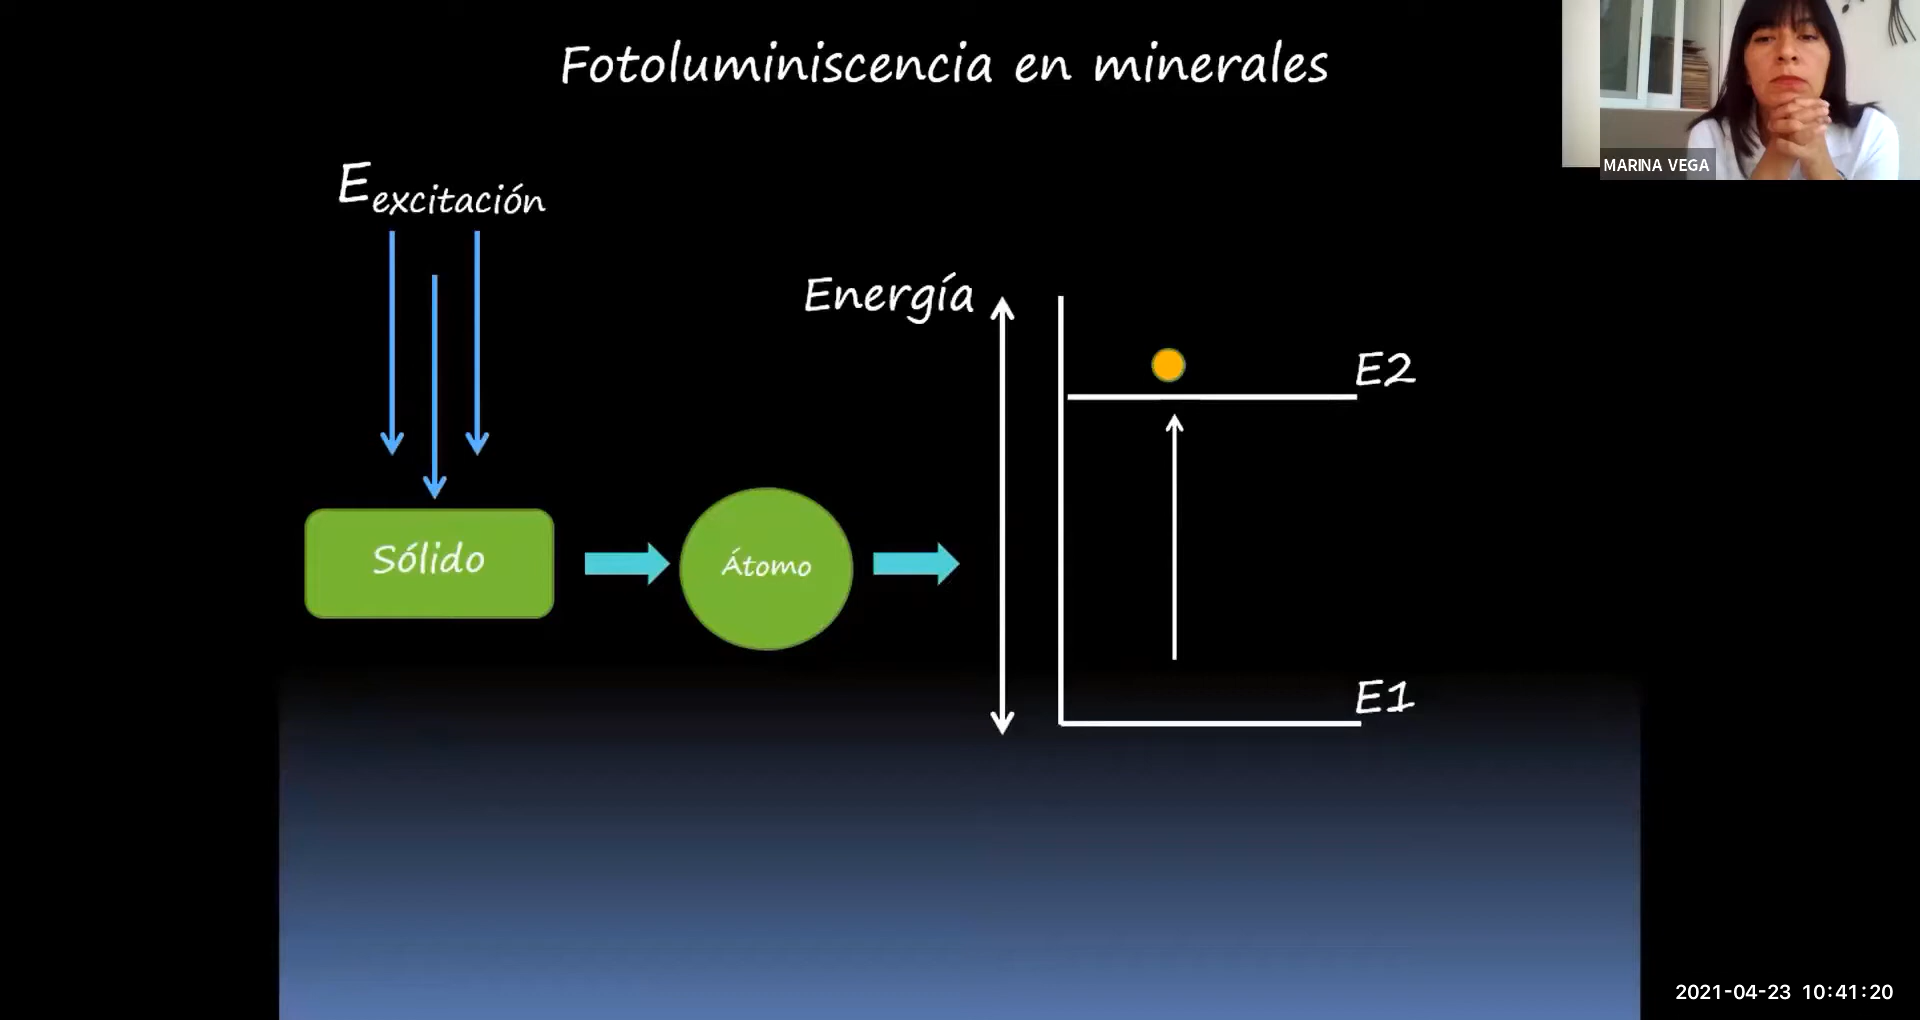 Fotoluminiscencia en minerales
MARINA VEGA
E excitación
Energía
E2
Sólido
Átomo
E1
2021-04-23 10:41:20